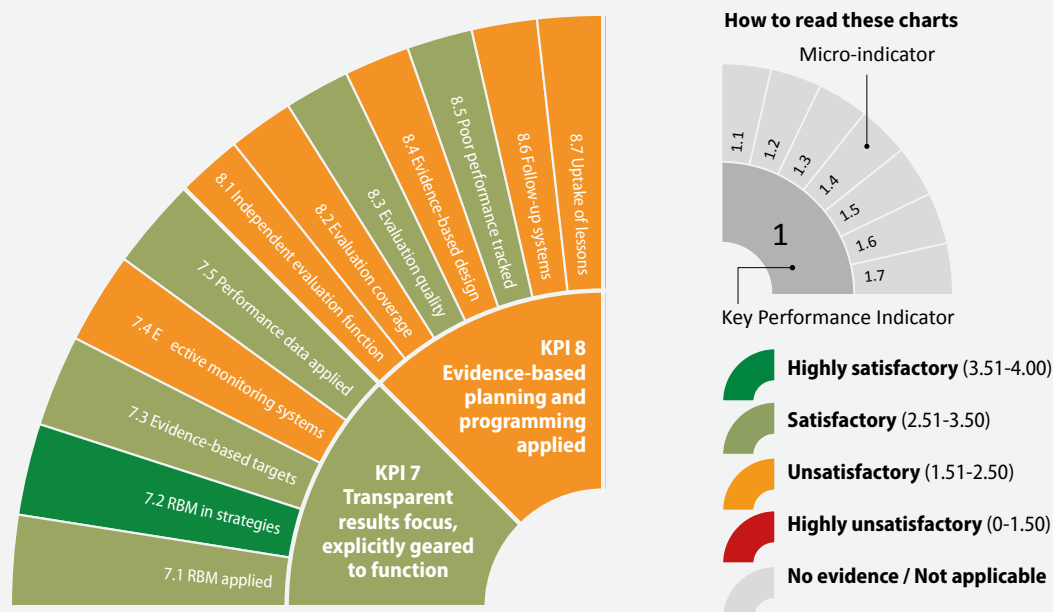 8.1 Independent evaluation function
8.2 Evaluation coverage
8.3 Evaluation quality
8.4 Evidence-based design
8.5 Poor performance tracked
8.6 Follow-up systems
8.7 Uptake of lessons
7.5 Performance data applied
7.4 E ective monitoring systems
7.3 Evidence-based targets
7.2 RBM in strategies
7.1 RBM applied
KPI 8
Evidence-based
planning and
programming
applied
KPI 7
Transparent
results focus,
explicitly geared
to function
How to read these charts
Micro-indicator
1.1
1.2
1.3
1.4
1.5
1.6
1.7
1
Key Performance Indicator
Highly satisfactory (3.51-4.00)
Satisfactory (2.51-3.50)
Unsatisfactory (1.51-2.50)
Highly unsatisfactory (0-1.50)
No evidence / Not applicable